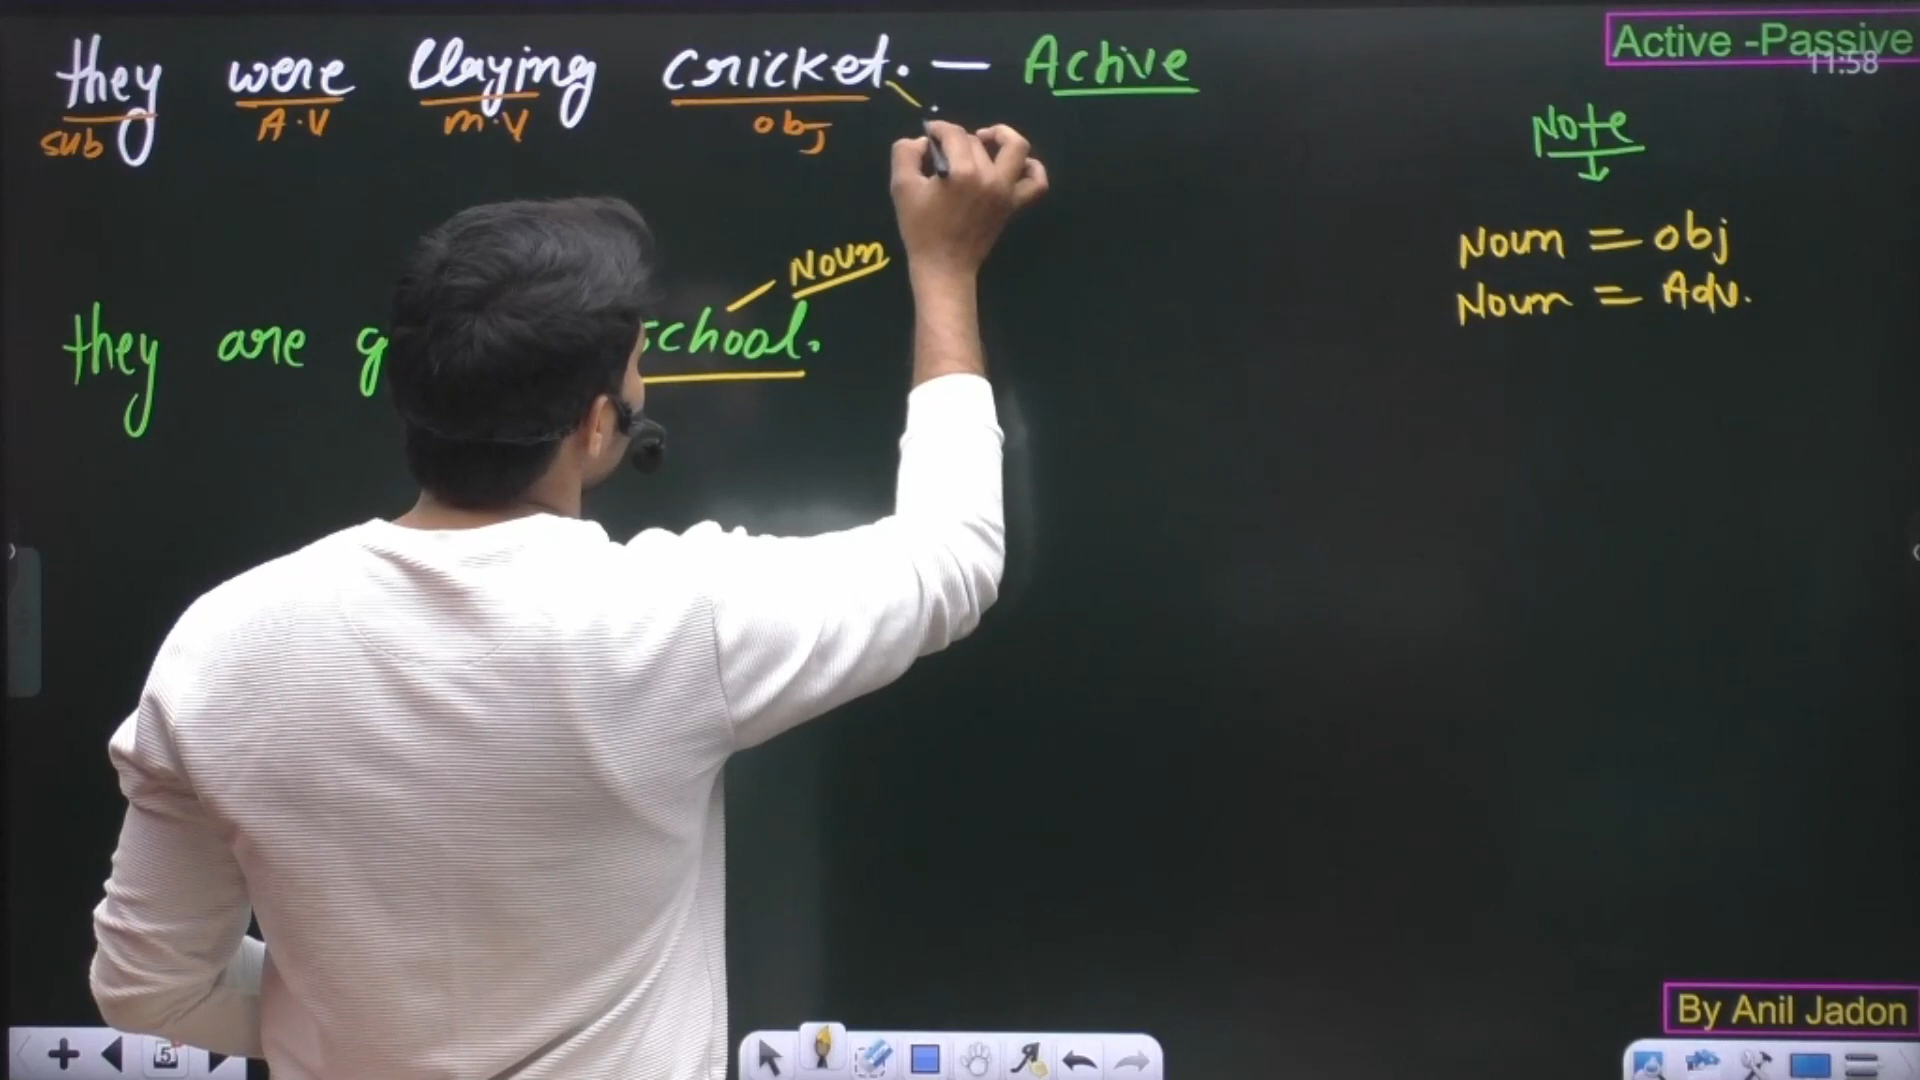 they were Claying cricket. — Active
sub A.V m.V obj
Active -Passive
11:58
Note
Noun = obj
Noun = Adv.
Noun
they are school.
By Anil Jadon